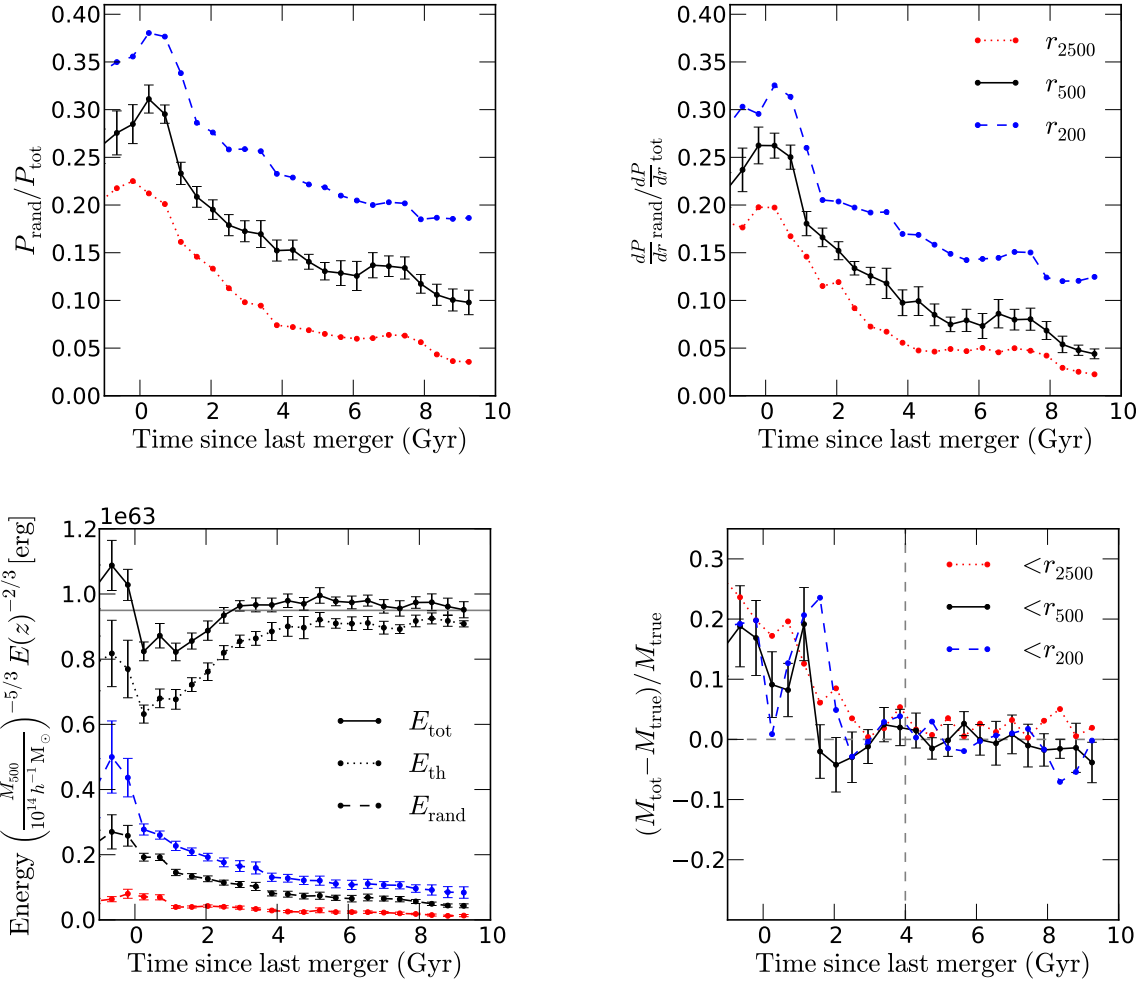 0.40
0.35
0.30
0.25
0.20
0.15
0.10
0.05
0.00
P_rand/P_tot
0 2 4 6 8 10
Time since last merger (Gyr)
0.40
0.35
0.30
0.25
0.20
0.15
0.10
0.05
0.00
dP/dr rand/dP/dr tot
r_2500
r_500
r_200
0 2 4 6 8 10
Time since last merger (Gyr)
1e63
1.2
1.0
0.8
0.6
0.4
0.2
0.0
Energy (M_500/10^14 h^−1 M_⊙)^−5/3 E(z)^−2/3 [erg]
E_tot
E_th
E_rand
0 2 4 6 8 10
Time since last merger (Gyr)
0.3
0.2
0.1
0.0
−0.1
−0.2
(M_tot−M_true)/M_true
<r_2500
<r_500
<r_200
0 2 4 6 8 10
Time since last merger (Gyr)